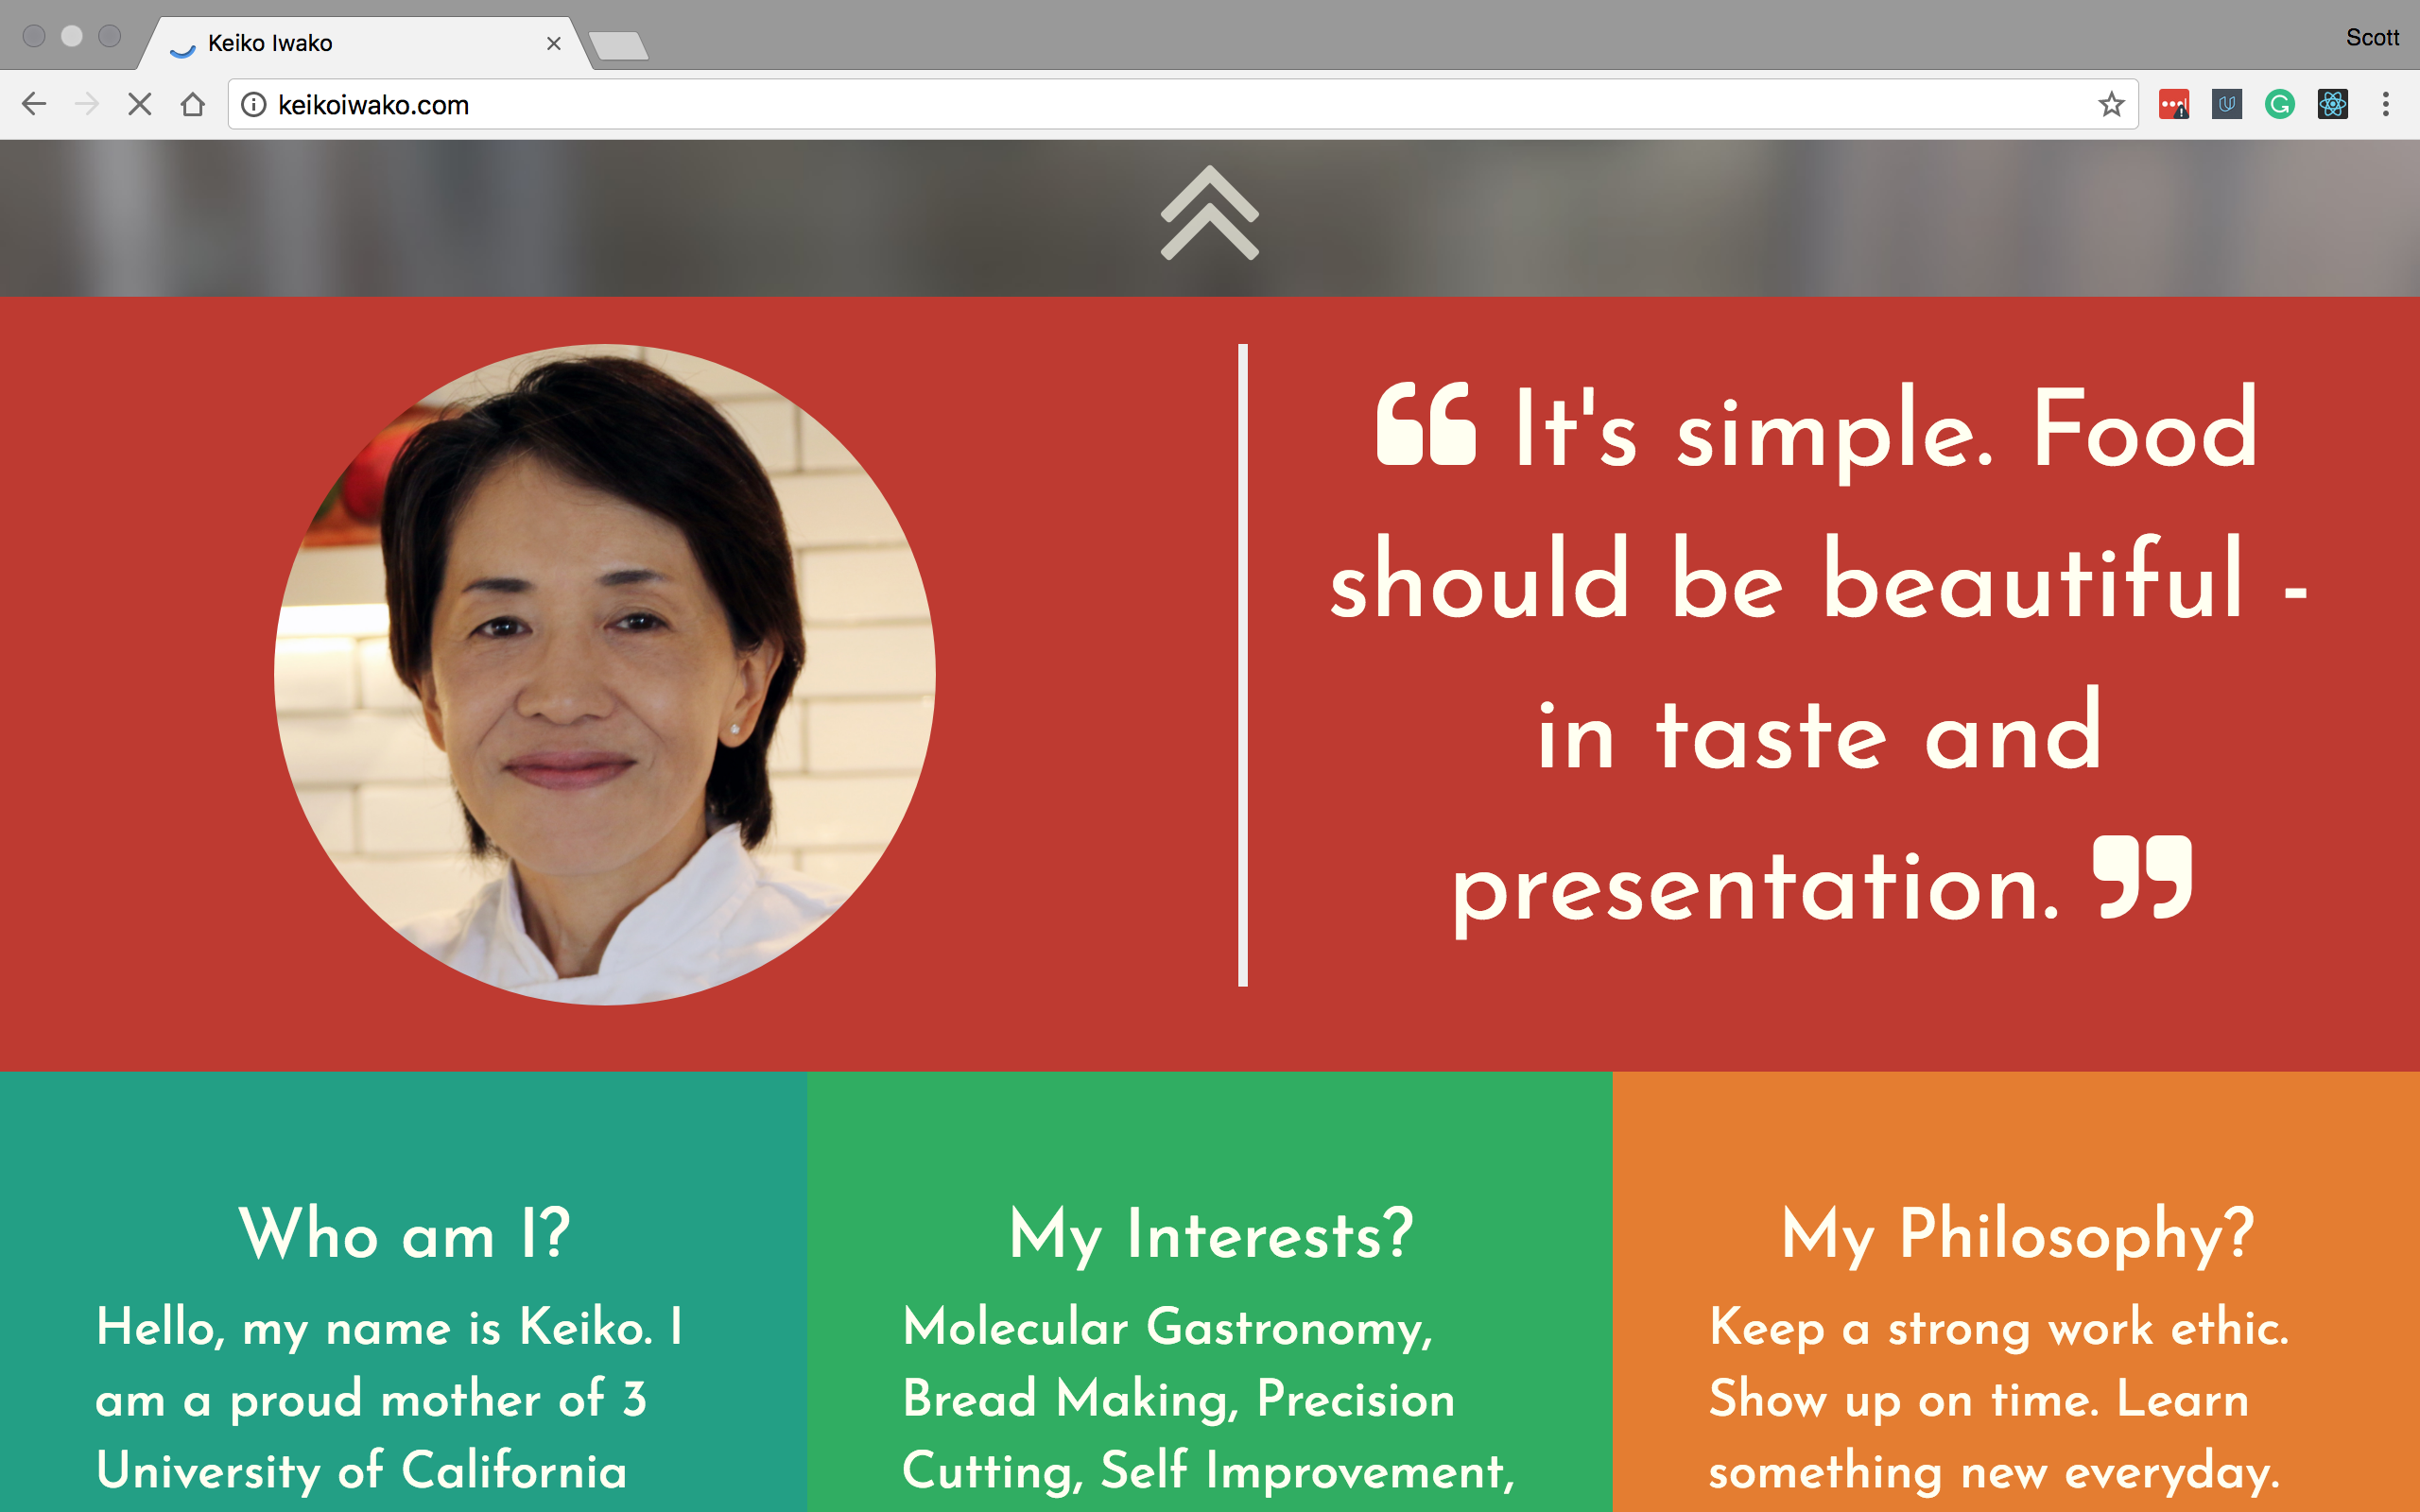 Keiko Iwako
Scott
keikoiwako.com
“ It's simple. Food
should be beautiful -
in taste and
presentation. ”
Who am I?
Hello, my name is Keiko. I
am a proud mother of 3
University of California
My Interests?
Molecular Gastronomy,
Bread Making, Precision
Cutting, Self Improvement,
My Philosophy?
Keep a strong work ethic.
Show up on time. Learn
something new everyday.